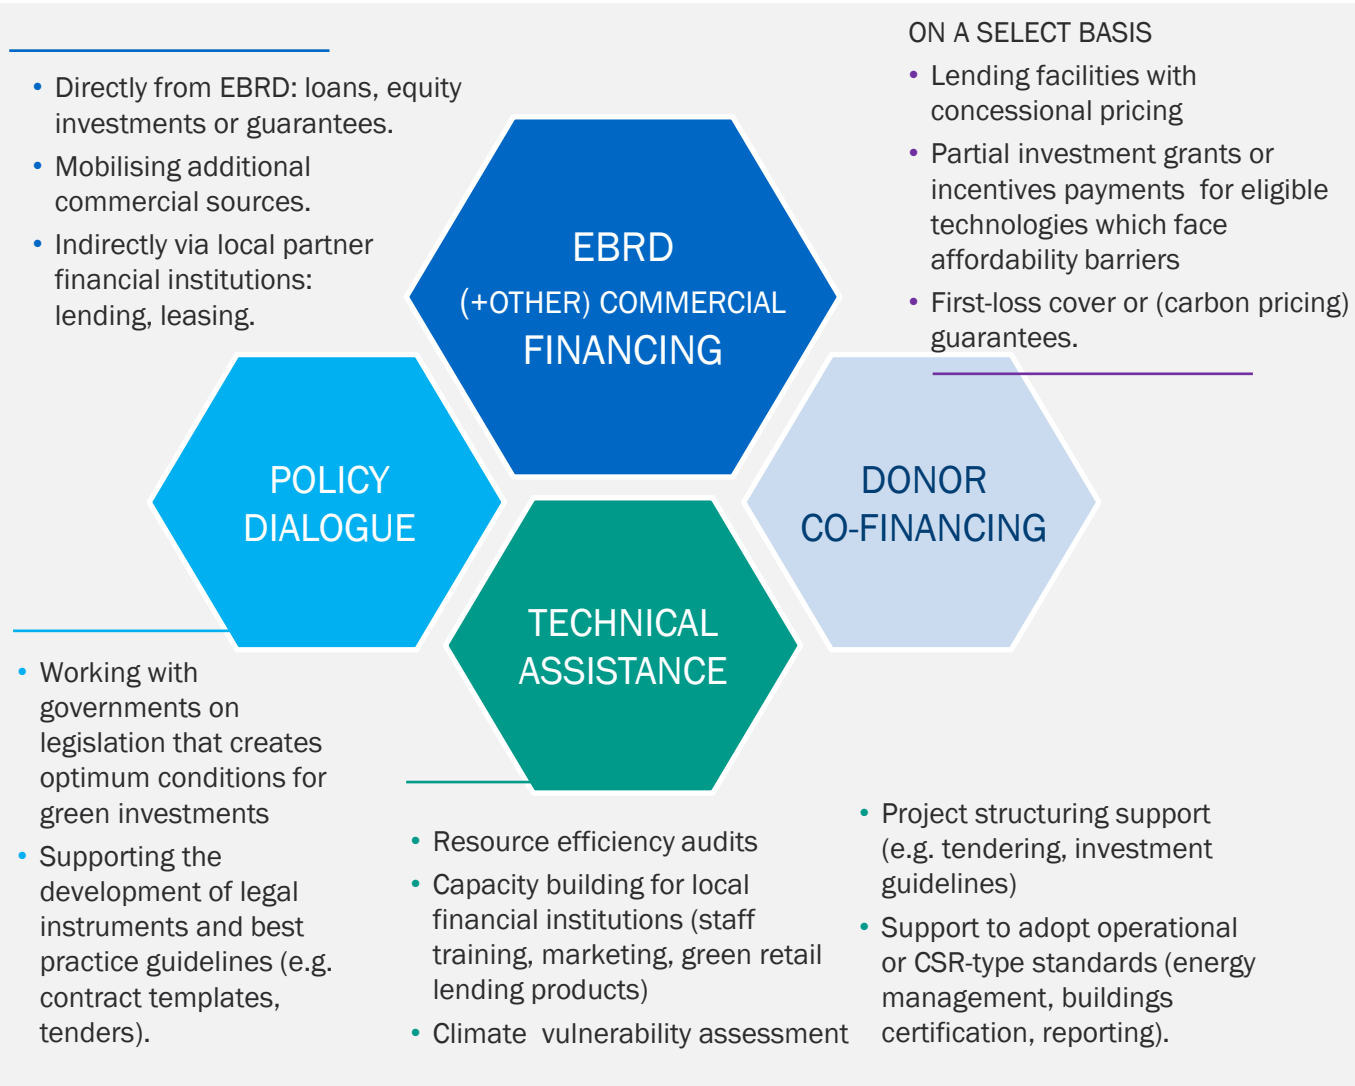 • Directly from EBRD: loans, equity
investments or guarantees.
• Mobilising additional
commercial sources.
• Indirectly via local partner
financial institutions:
lending, leasing.
EBRD
(+OTHER) COMMERCIAL
FINANCING
ON A SELECT BASIS
• Lending facilities with
concessional pricing
• Partial investment grants or
incentives payments  for eligible
technologies which face
affordability barriers
• First-loss cover or (carbon pricing)
guarantees.
POLICY
DIALOGUE
DONOR
CO-FINANCING
TECHNICAL
ASSISTANCE
• Working with
governments on
legislation that creates
optimum conditions for
green investments
• Supporting the
development of legal
instruments and best
practice guidelines (e.g.
contract templates,
tenders).
• Resource efficiency audits
• Capacity building for local
financial institutions (staff
training, marketing, green retail
lending products)
• Climate  vulnerability assessment
• Project structuring support
(e.g. tendering, investment
guidelines)
• Support to adopt operational
or CSR-type standards (energy
management, buildings
certification, reporting).